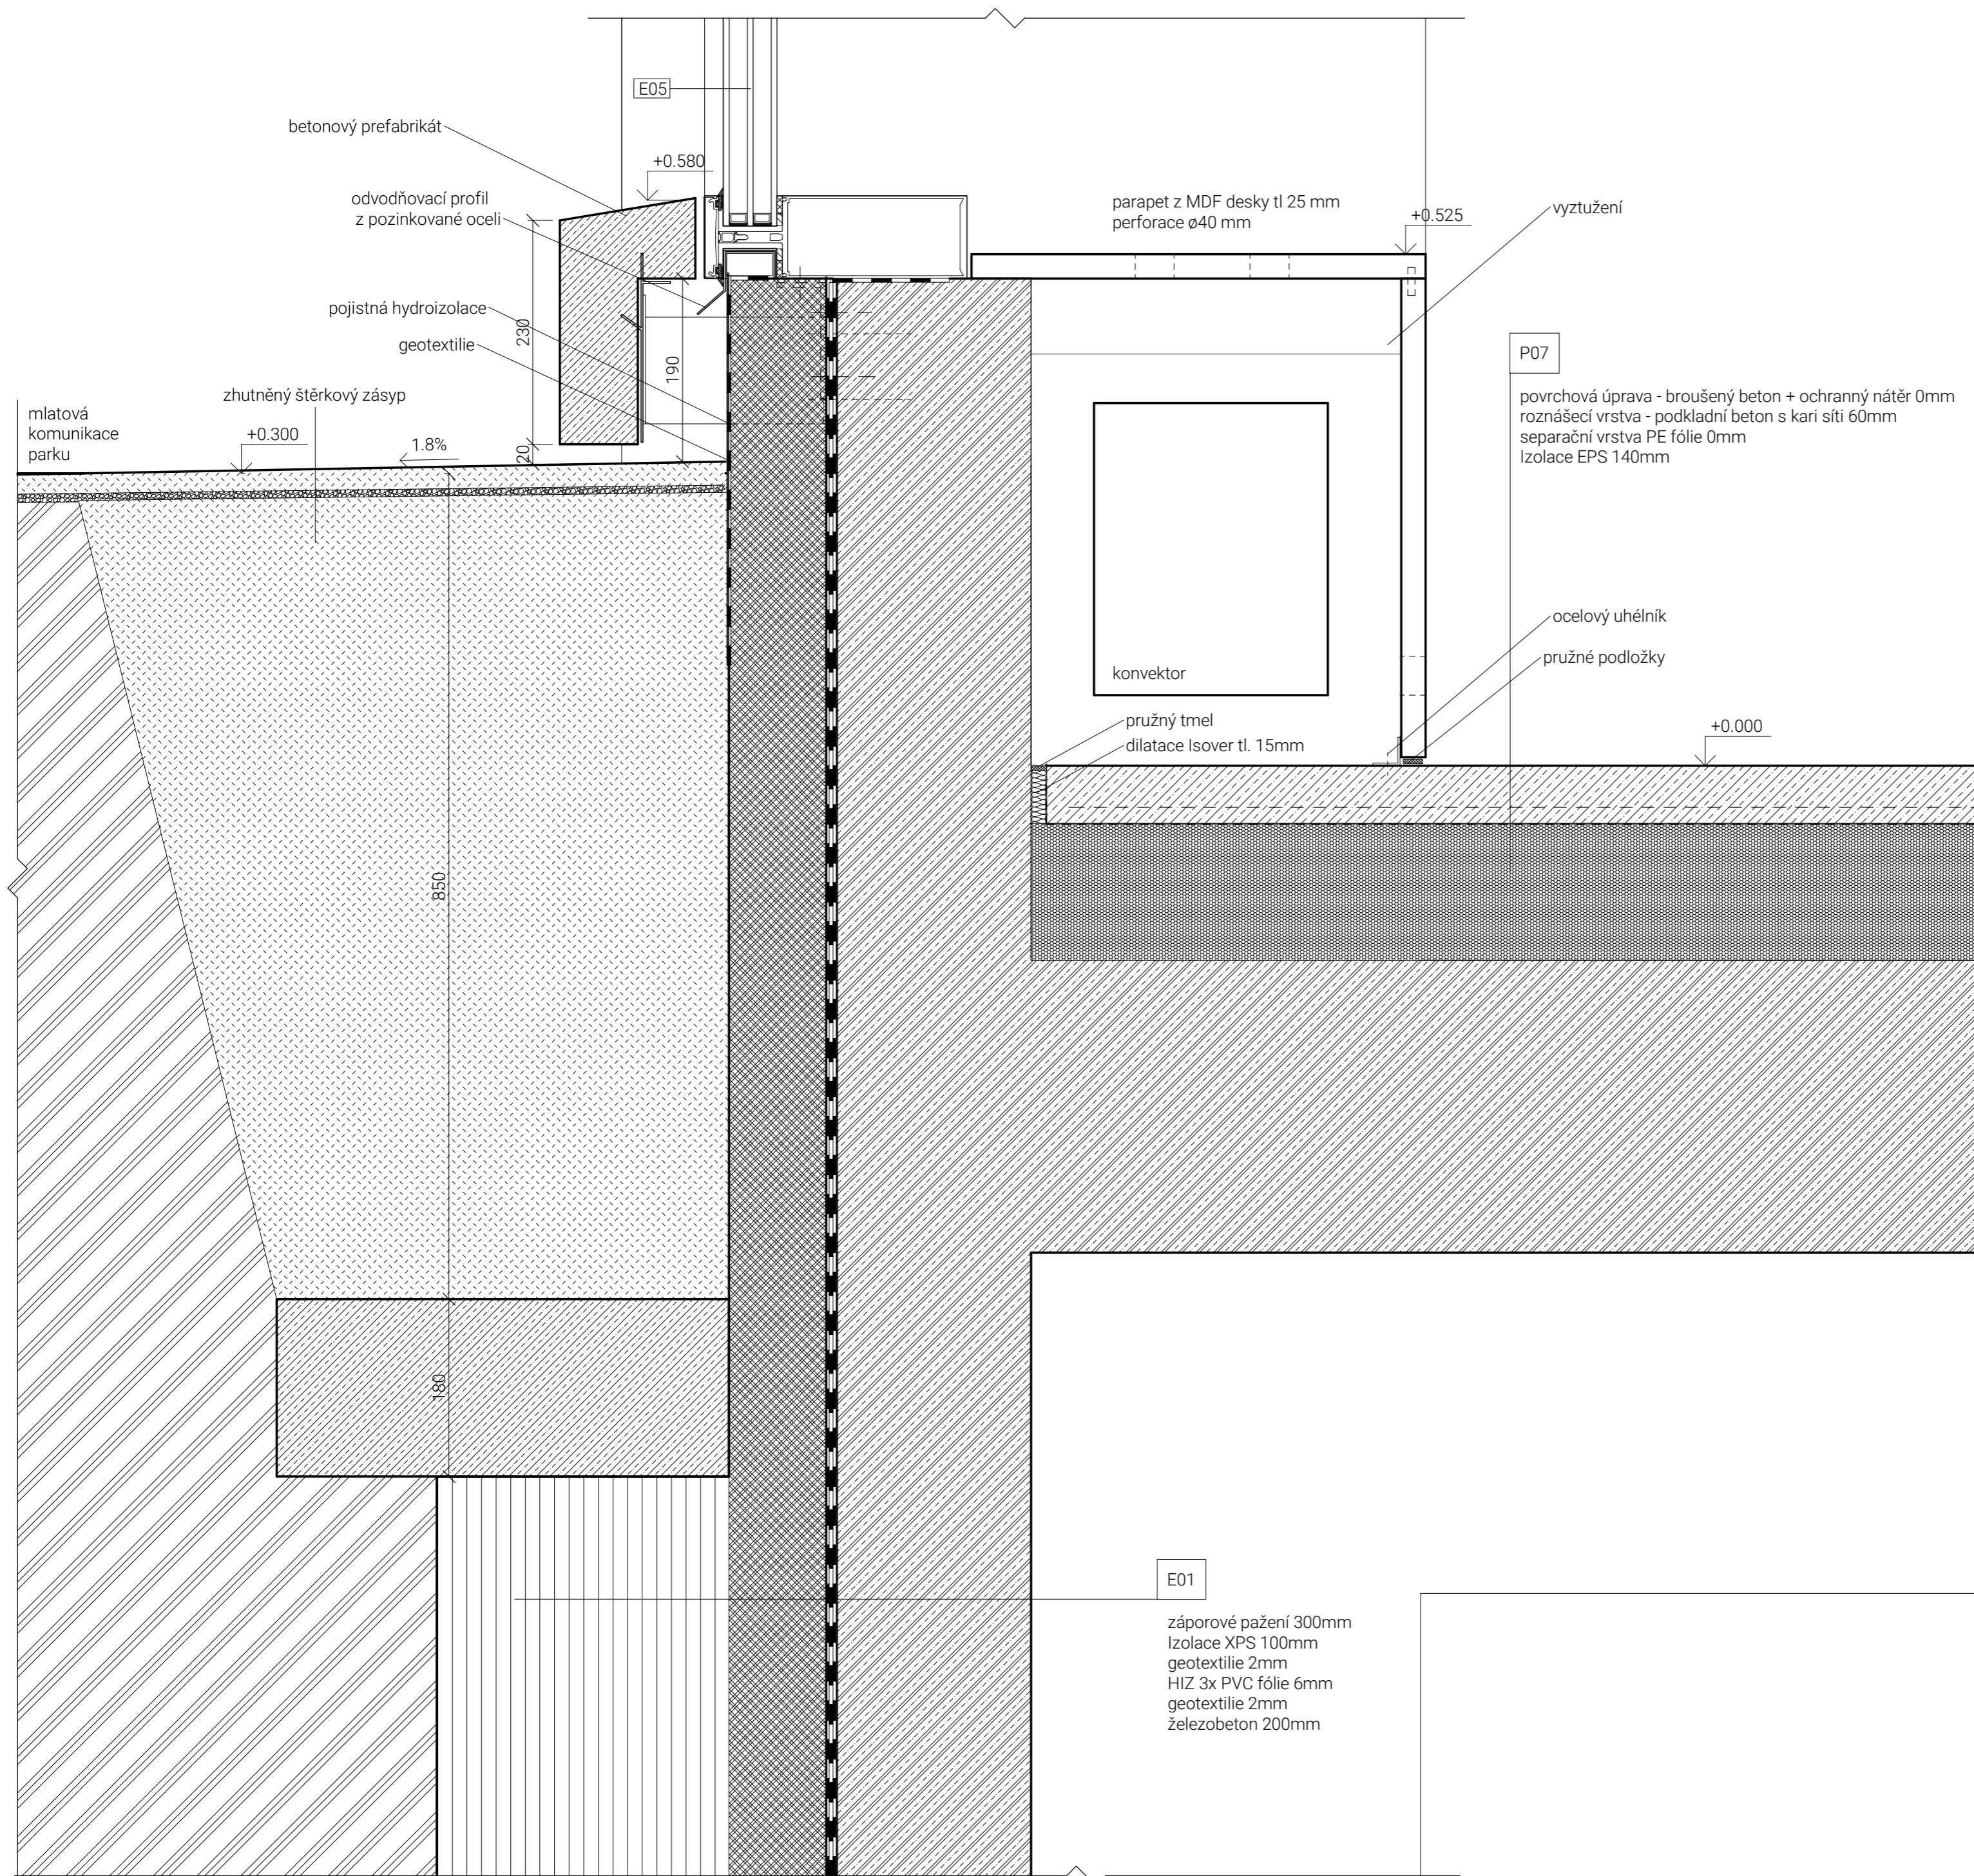 E05
betonový prefabrikát
+0.580
odvodňovací profil
z pozinkované oceli
parapet z MDF desky tl 25 mm
perforace ø40 mm
+0.525
vyztužení
pojistná hydroizolace
geotextilie
230
190
20
P07
povrchová úprava - broušený beton + ochranný nátěr 0mm
roznášecí vrstva - podkladní beton s kari síti 60mm
separační vrstva PE fólie 0mm
Izolace EPS 140mm
zhutněný štěrkový zásyp
mlatová
komunikace
parku
+0.300
1.8%
ocelový uhélník
pružné podložky
konvektor
pružný tmel
dilatace Isover tl. 15mm
+0.000
850
180
E01
záporové pažení 300mm
Izolace XPS 100mm
geotextilie 2mm
HIZ 3x PVC fólie 6mm
geotextilie 2mm
železobeton 200mm